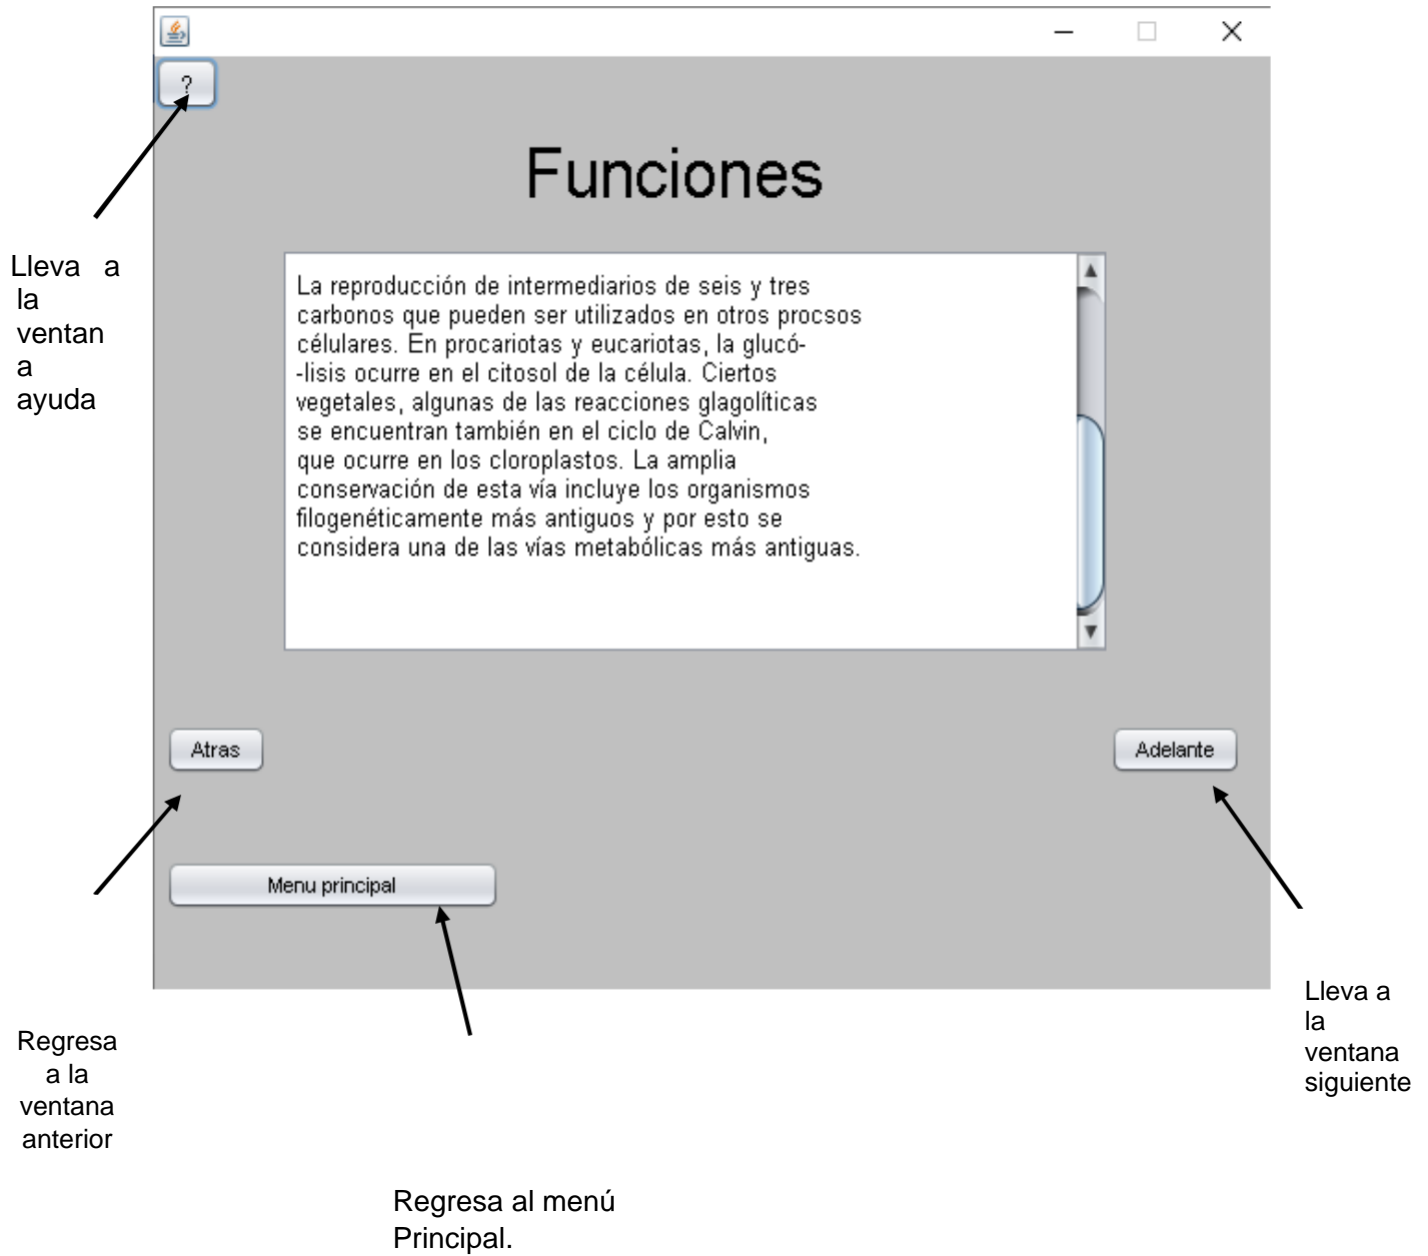 ?
Funciones
Lleva a
la
ventan
a
ayuda
La reproducción de intermediarios de seis y tres
carbonos que pueden ser utilizados en otros procsos
célulares. En procariotas y eucariotas, la glucó-
-lisis ocurre en el citosol de la célula. Ciertos
vegetales, algunas de las reacciones glagolíticas
se encuentran también en el ciclo de Calvin,
que ocurre en los cloroplastos. La amplia
conservación de esta vía incluye los organismos
filogenéticamente más antiguos y por esto se
considera una de las vías metabólicas más antiguas.
Atras
Adelante
Menu principal
Regresa
a la
ventana
anterior
Lleva a
la
ventana
siguiente
Regresa al menú
Principal.